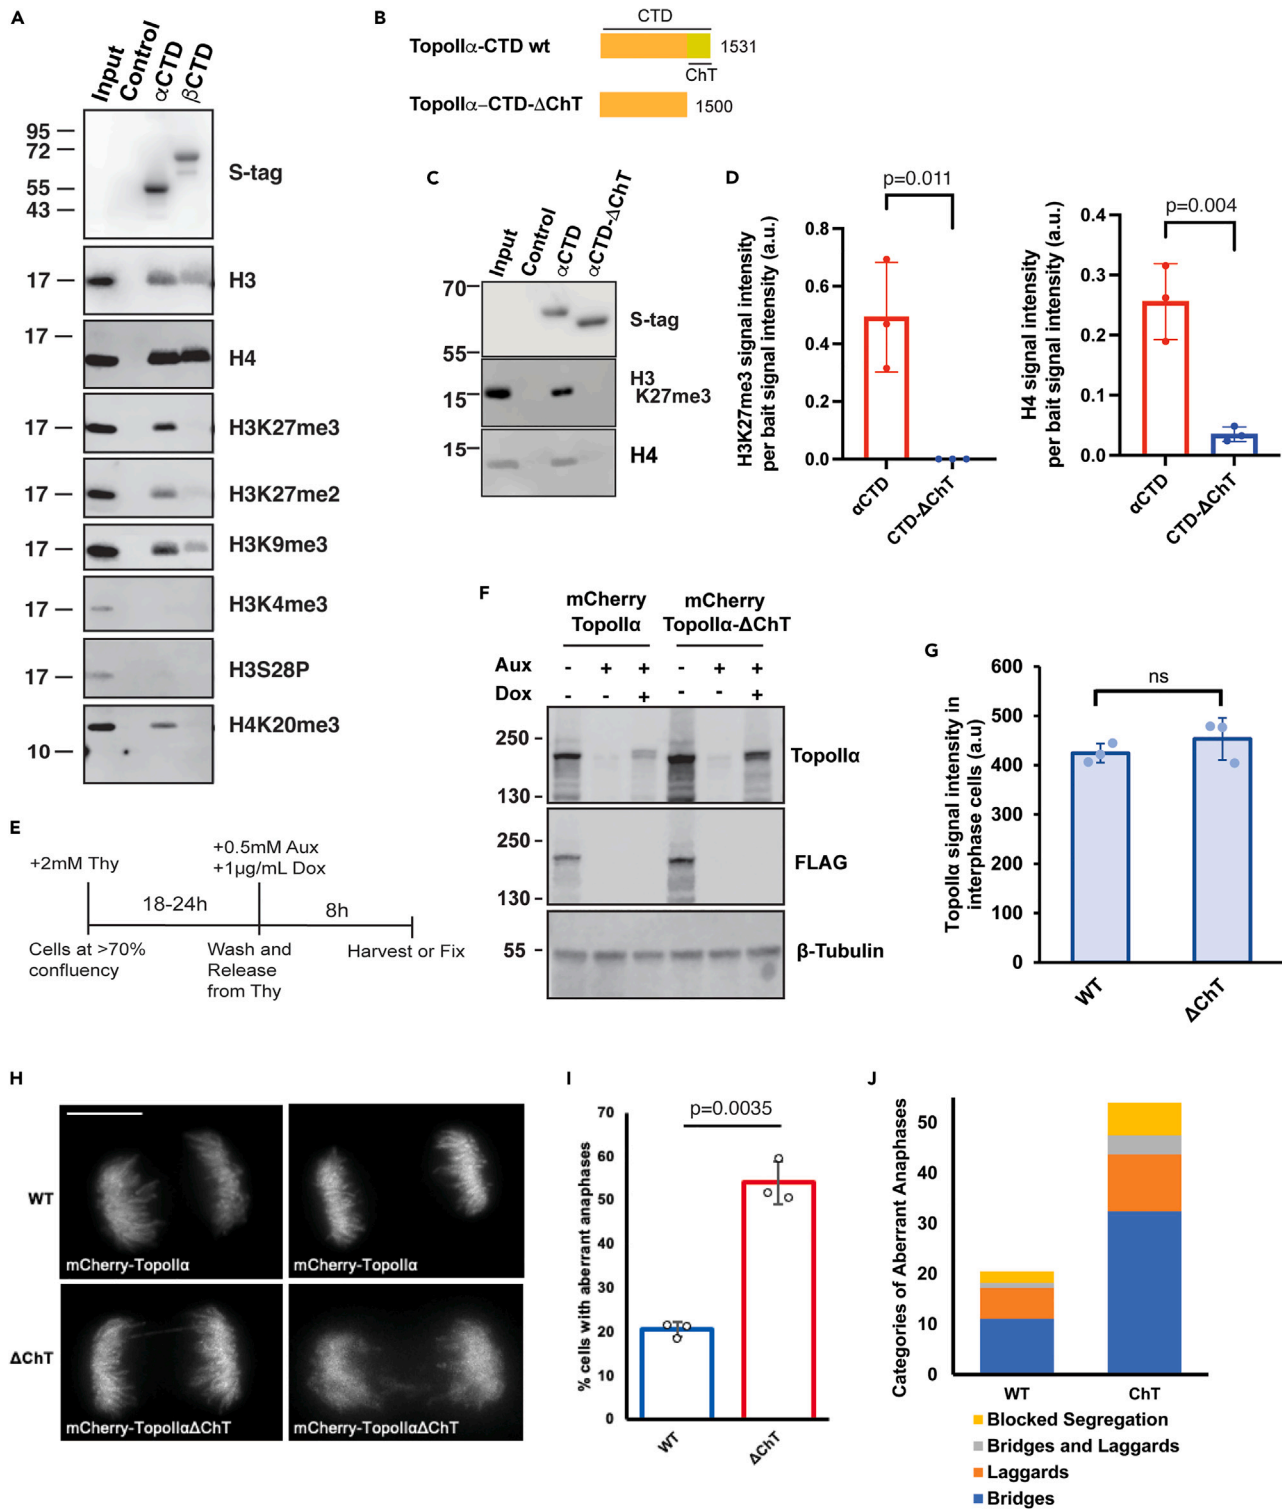 A
Input
Control
αCTD
βCTD
95
72
55
43
S-tag
17
H3
17
H4
17
H3K27me3
17
H3K27me2
17
H3K9me3
17
H3K4me3
17
H3S28P
H4K20me3
10
B
CTD
TopoIIα-CTD wt
1531
ChT
TopoIIα–CTD-ΔChT
1500
C
Input
Control
αCTD
αCTD-ΔChT
70
55
S-tag
15
H3
K27me3
15
H4
D
p=0.011
H3K27me3 signal intensity
per bait signal intensity (a.u.)
0.8
0.6
0.4
0.2
0.0
αCTD
CTD-ΔChT
p=0.004
H4 signal intensity
per bait signal intensity (a.u.)
0.4
0.3
0.2
0.1
0.0
αCTD
CTD-ΔChT
E
+2mM Thy
+0.5mM Aux
+1µg/mL Dox
18-24h
8h
Cells at >70%
confluency
Wash and
Release
from Thy
Harvest or Fix
F
mCherry
TopoIIα
mCherry
TopoIIα-ΔChT
Aux - + + - + +
Dox - - + - - +
250
130
TopoIIα
250
130
FLAG
55
β-Tubulin
G
TopoIIα signal intensity in
interphase cells (a.u)
600
500
400
300
200
100
0
ns
WT
ΔChT
H
WT
mCherry-TopoIIα
mCherry-TopoIIα
ΔChT
mCherry-TopoIIαΔChT
mCherry-TopoIIαΔChT
I
p=0.0035
% cells with aberrant anaphases
70
60
50
40
30
20
10
0
WT
ΔChT
J
Categories of Aberrant Anaphases
50
40
30
20
10
0
WT
ChT
Blocked Segregation
Bridges and Laggards
Laggards
Bridges